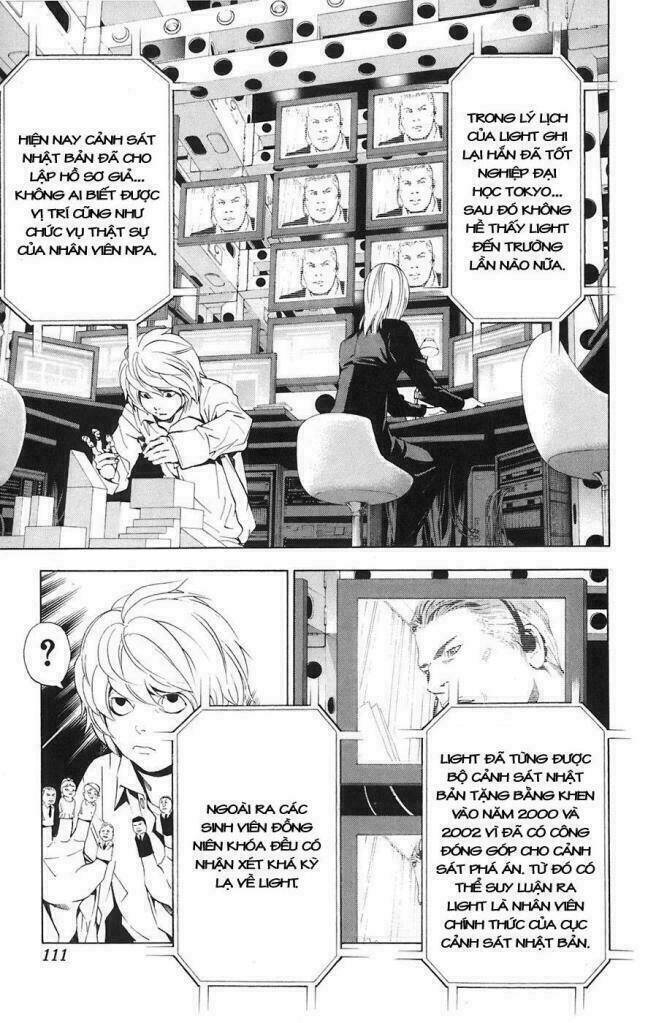 TRONG LÝ LỊCH
CỦA LIGHT GHI
LẠI HẮN ĐÃ TỐT
NGHIỆP ĐẠI
HỌC TOKYO...
SAU ĐÓ KHÔNG
HỀ THẤY LIGHT
ĐẾN TRƯỜNG
LẦN NÀO NỮA.
HIỆN NAY CẢNH SÁT
NHẬT BẢN ĐÃ CHO
LẬP HỒ SƠ GIẢ...
KHÔNG AI BIẾT ĐƯỢC
VỊ TRÍ CŨNG NHƯ
CHỨC VỤ THẬT SỰ
CỦA NHÂN VIÊN NPA.
LIGHT ĐÃ TỪNG ĐƯỢC
BỘ CẢNH SÁT NHẬT
BẢN TẶNG BẰNG KHEN
VÀO NĂM 2000 VÀ
2002 VÌ ĐÃ CÓ CÔNG
ĐÓNG GÓP CHO CẢNH
SÁT PHÁ ÁN. TỪ ĐÓ CÓ
THỂ SUY LUẬN RA
LIGHT LÀ NHÂN VIÊN
CHÍNH THỨC CỦA CỤC
CẢNH SÁT NHẬT BẢN.
NGOÀI RA CÁC
SINH VIÊN ĐỒNG
NIÊN KHÓA ĐỀU CÓ
NHẬN XÉT KHÁ KỲ
LẠ VỀ LIGHT.
?
111